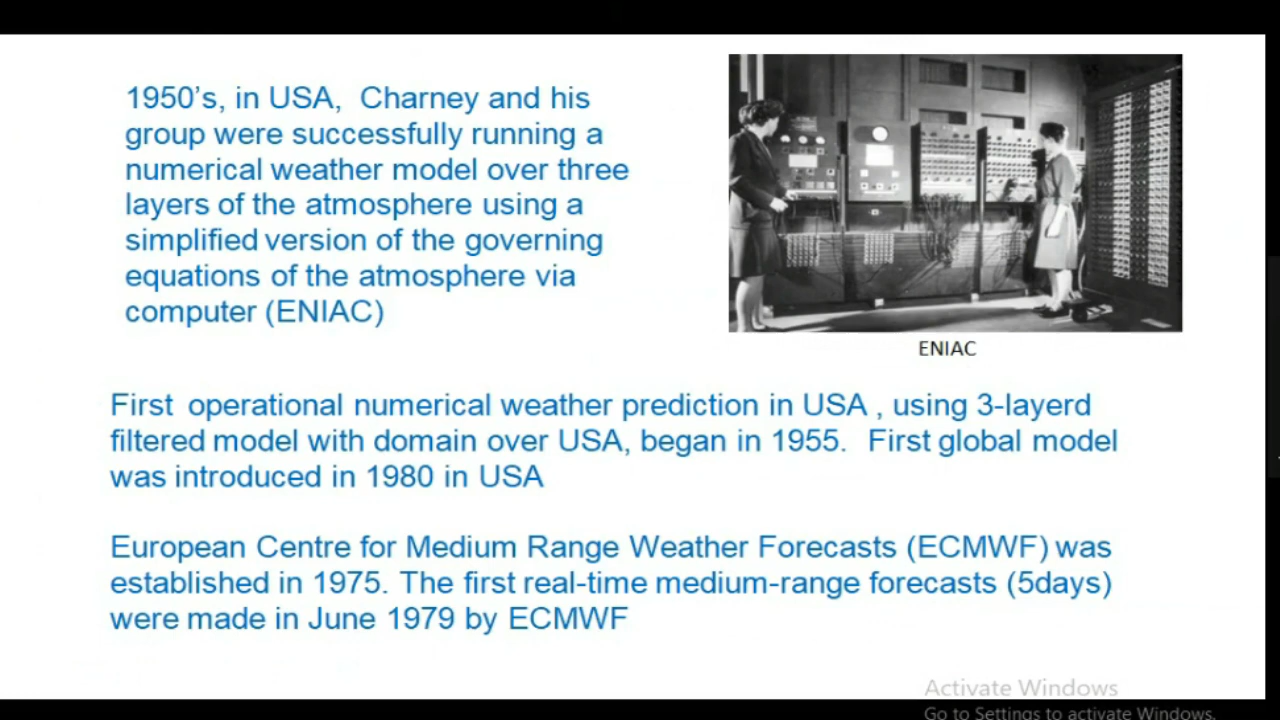 1950's, in USA, Charney and his
group were successfully running a
numerical weather model over three
layers of the atmosphere using a
simplified version of the governing
equations of the atmosphere via
computer (ENIAC)
ENIAC
First operational numerical weather prediction in USA , using 3-layerd
filtered model with domain over USA, began in 1955. First global model
was introduced in 1980 in USA
European Centre for Medium Range Weather Forecasts (ECMWF) was
established in 1975. The first real-time medium-range forecasts (5days)
were made in June 1979 by ECMWF
Activate Windows
Go to Settings to activate Windows.